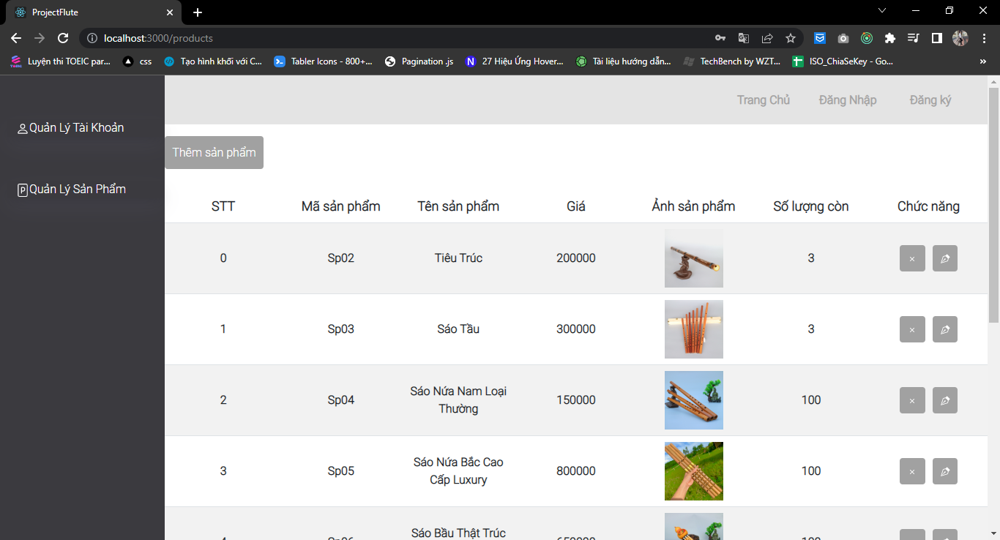 ProjectFlute
localhost:3000/products
Luyện thi TOEIC par... css Tạo hình khối với C... Tabler Icons - 800+... Pagination .js 27 Hiệu Ứng Hover... Tài liệu hướng dẫn... TechBench by WZT... ISO_ChiaSeKey - Go...
Trang Chủ Đăng Nhập Đăng ký
Quản Lý Tài Khoản
Thêm sản phẩm
Quản Lý Sản Phẩm
STT Mã sản phẩm Tên sản phẩm Giá Ảnh sản phẩm Số lượng còn Chức năng
0 Sp02 Tiêu Trúc 200000 3
1 Sp03 Sáo Tầu 300000 3
2 Sp04 Sáo Nứa Nam Loại 150000 100
Thường
3 Sp05 Sáo Nứa Bắc Cao 800000 100
Cấp Luxury
Sáo Bầu Thật Trúc